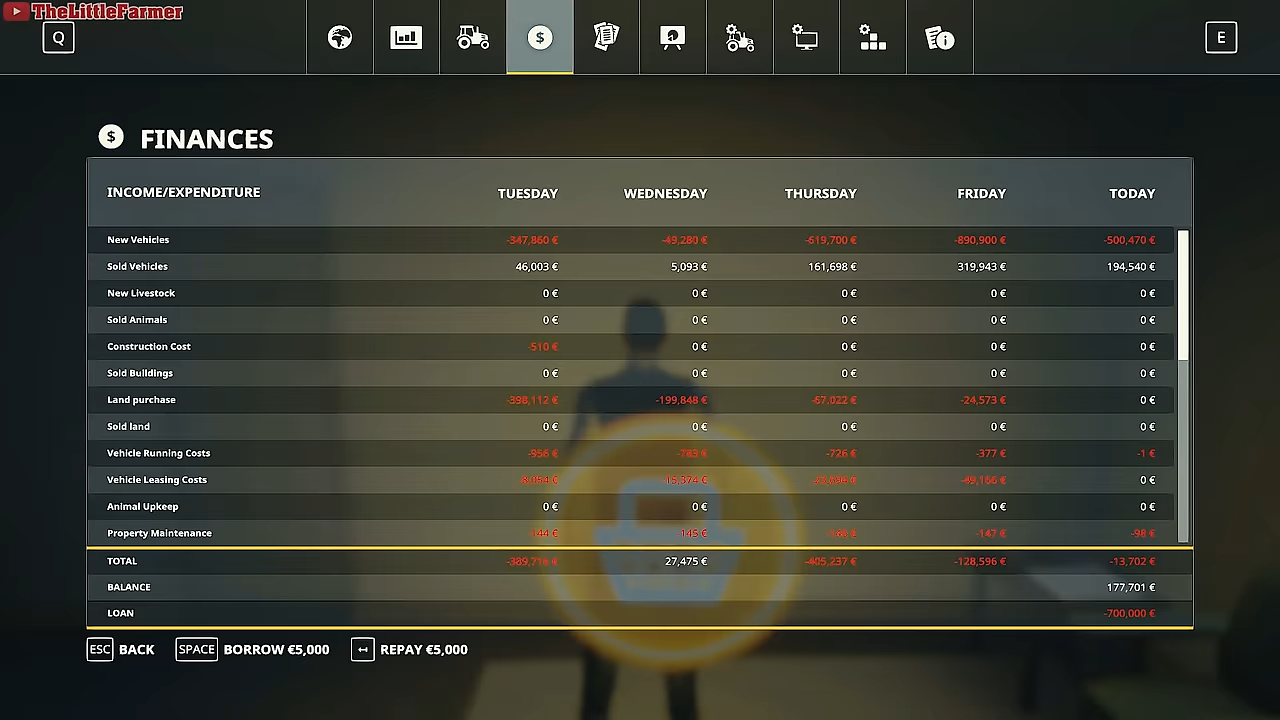 TheLittleFarmer
Q
E
$ FINANCES
INCOME/EXPENDITURE TUESDAY WEDNESDAY THURSDAY FRIDAY TODAY
New Vehicles -347,860 € -49,280 € -619,700 € -890,900 € -500,470 €
Sold Vehicles 46,003 € 5,093 € 161,698 € 319,943 € 194,540 €
New Livestock 0 € 0 € 0 € 0 € 0 €
Sold Animals 0 € 0 € 0 € 0 € 0 €
Construction Cost -510 € 0 € 0 € 0 € 0 €
Sold Buildings 0 € 0 € 0 € 0 € 0 €
Land purchase -398,112 € -199,848 € -67,022 € -24,573 € 0 €
Sold land 0 € 0 € 0 € 0 € 0 €
Vehicle Running Costs -956 € -783 € -726 € -377 € -1 €
Vehicle Leasing Costs -15,374 € -49,166 € 0 €
Animal Upkeep 0 € 0 € 0 € 0 € 0 €
Property Maintenance -144 € -145 € -147 € -98 €
TOTAL 27,475 € -405,237 € -128,596 € -13,702 €
BALANCE 177,701 €
LOAN -700,000 €
ESC BACK SPACE BORROW €5,000 ↔ REPAY €5,000